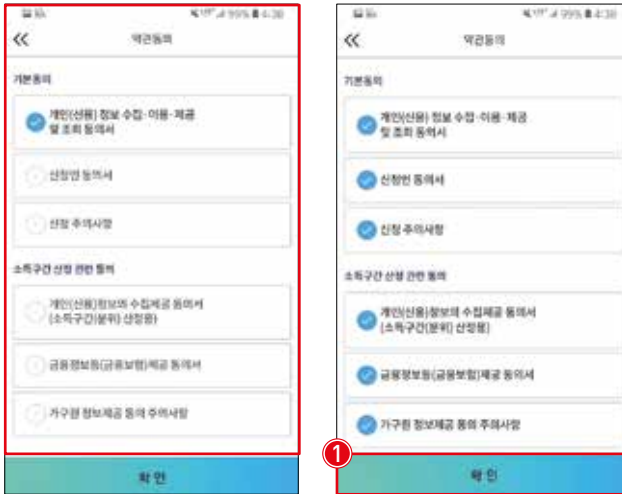 99% 4:38
약관동의
기본동의
개인(신용) 정보 수집·이용·제공
및 조회 동의서
신청인 동의서
신청 주의사항
소득구간 산정 관련 동의
개인(신용)정보의 수집제공 동의서
(소득구간(분위) 산정용)
금융정보등(금융보험)제공 동의서
가구원 정보제공 동의 주의사항
확인
99% 4:38
약관동의
기본동의
개인(신용) 정보 수집·이용·제공
및 조회 동의서
신청인 동의서
신청 주의사항
소득구간 산정 관련 동의
개인(신용)정보의 수집제공 동의서
(소득구간(분위) 산정용)
금융정보등(금융보험)제공 동의서
가구원 정보제공 동의 주의사항
1
확인